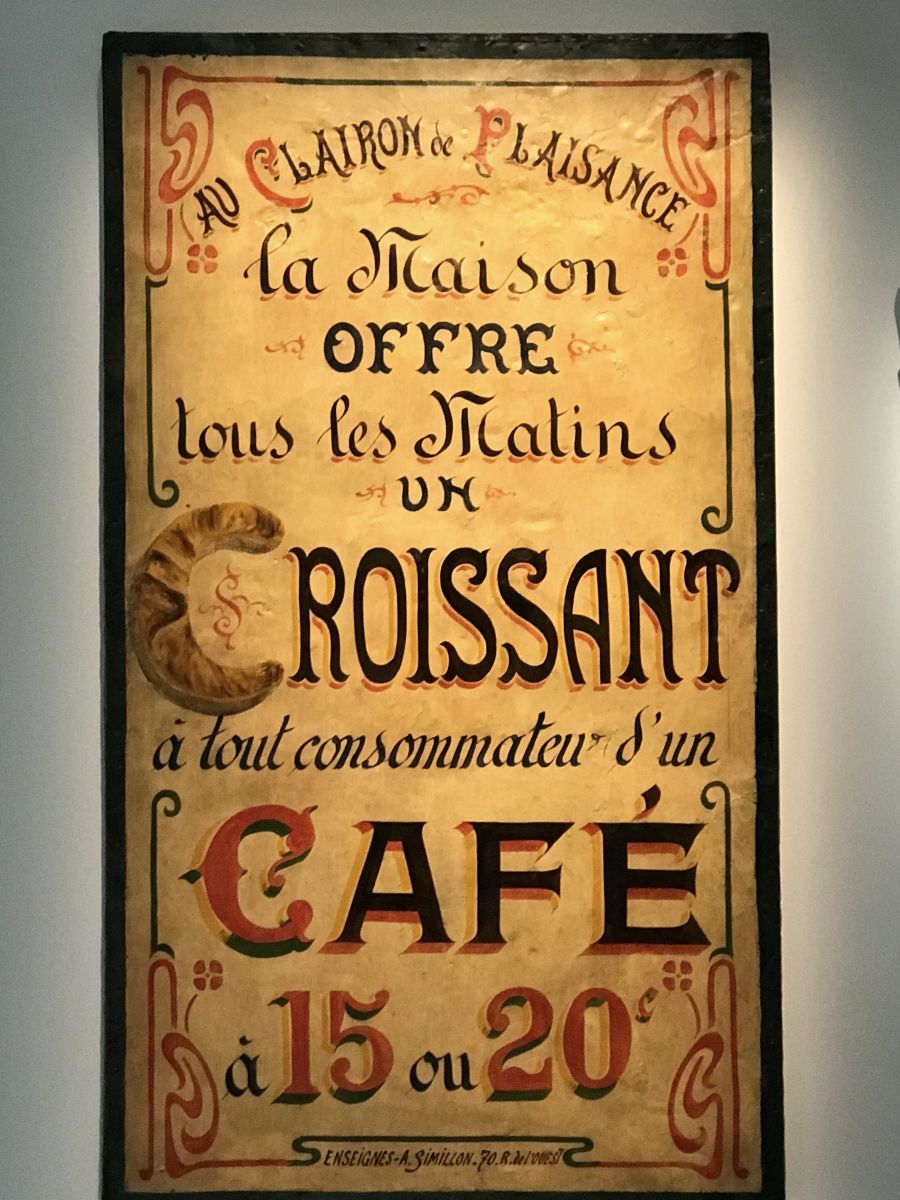 AU CLAIRON de PLAISANCE
la Maison
OFFRE
tous les Matins
UN
CROISSANT
à tout consommateur d'un
CAFÉ
à 15 ou 20c
ENSEIGNES-A. SIMILLON. 70. R. de l'OUEST